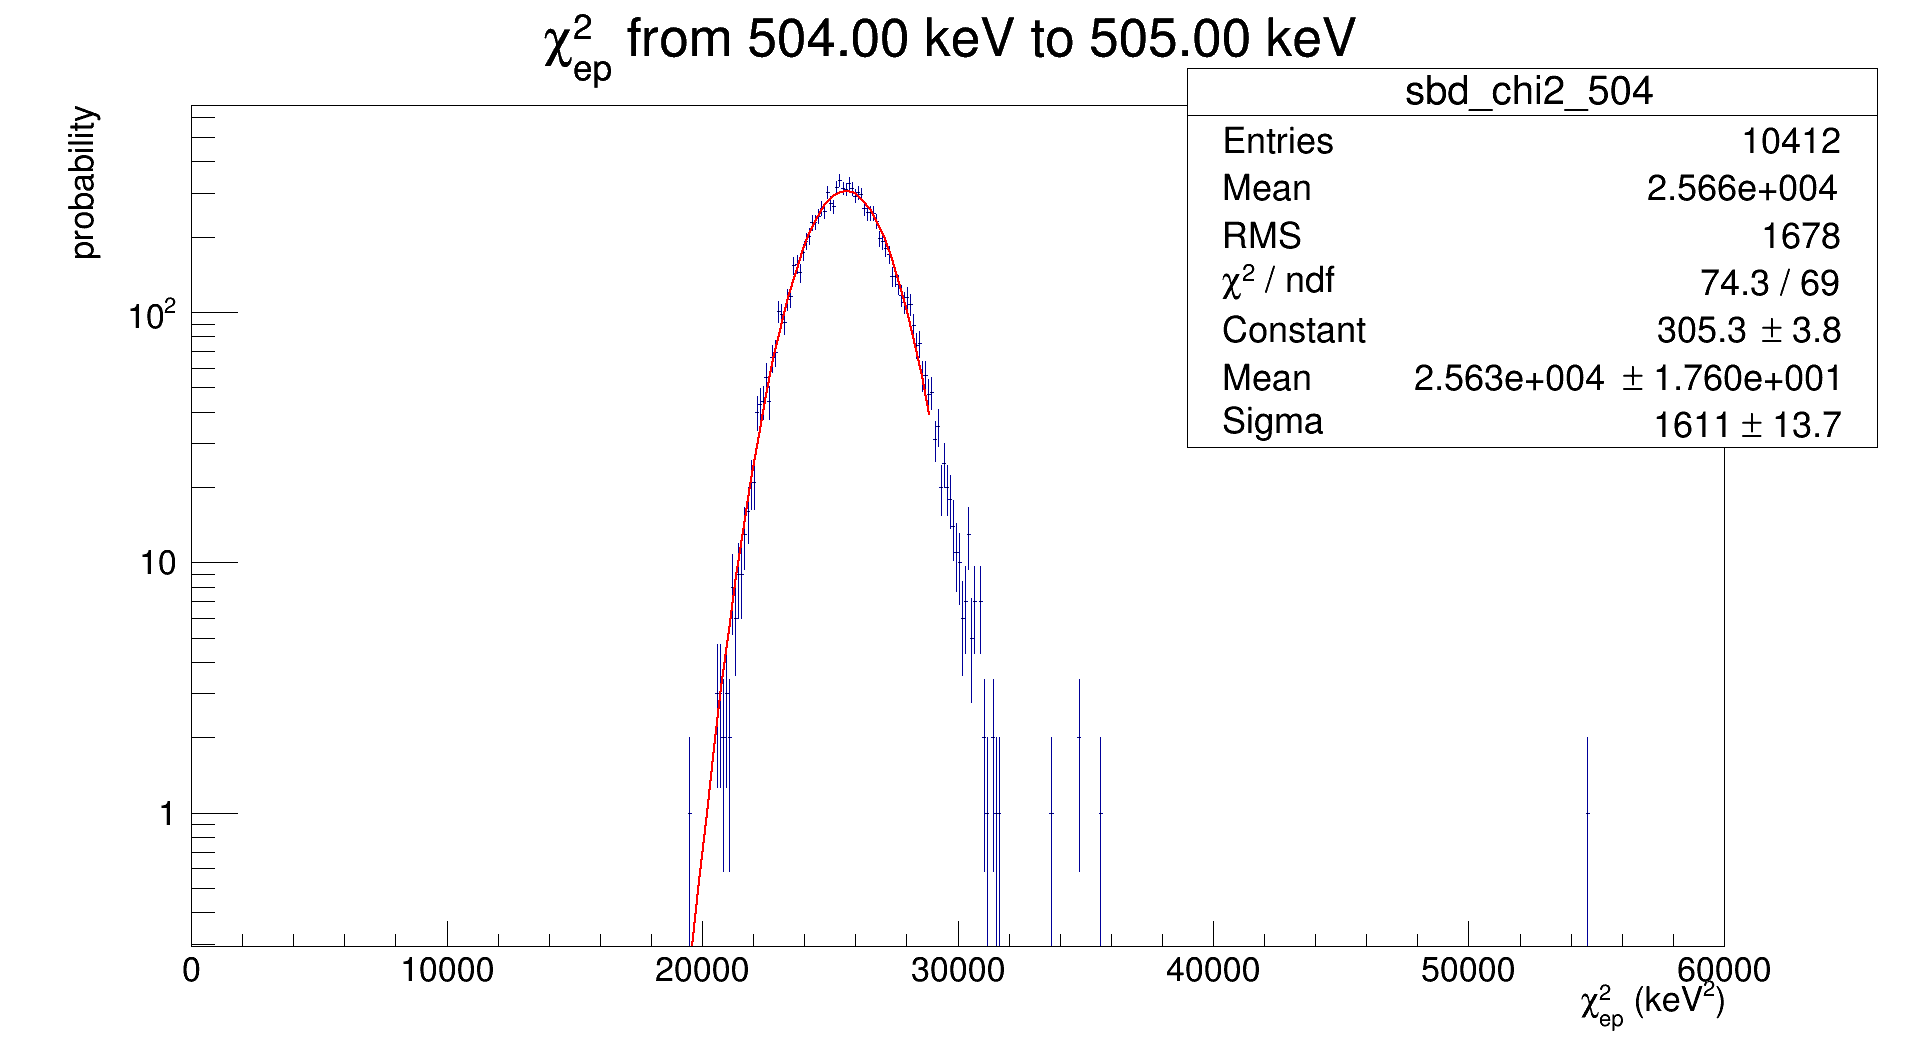 χ²ep from 504.00 keV to 505.00 keV
probability
sbd_chi2_504
Entries 10412
Mean 2.566e+004
RMS 1678
χ² / ndf 74.3 / 69
Constant 305.3 ± 3.8
Mean 2.563e+004 ± 1.760e+001
Sigma 1611 ± 13.7
10²
10
1
0 10000 20000 30000 40000 50000 60000
χ²ep (keV²)